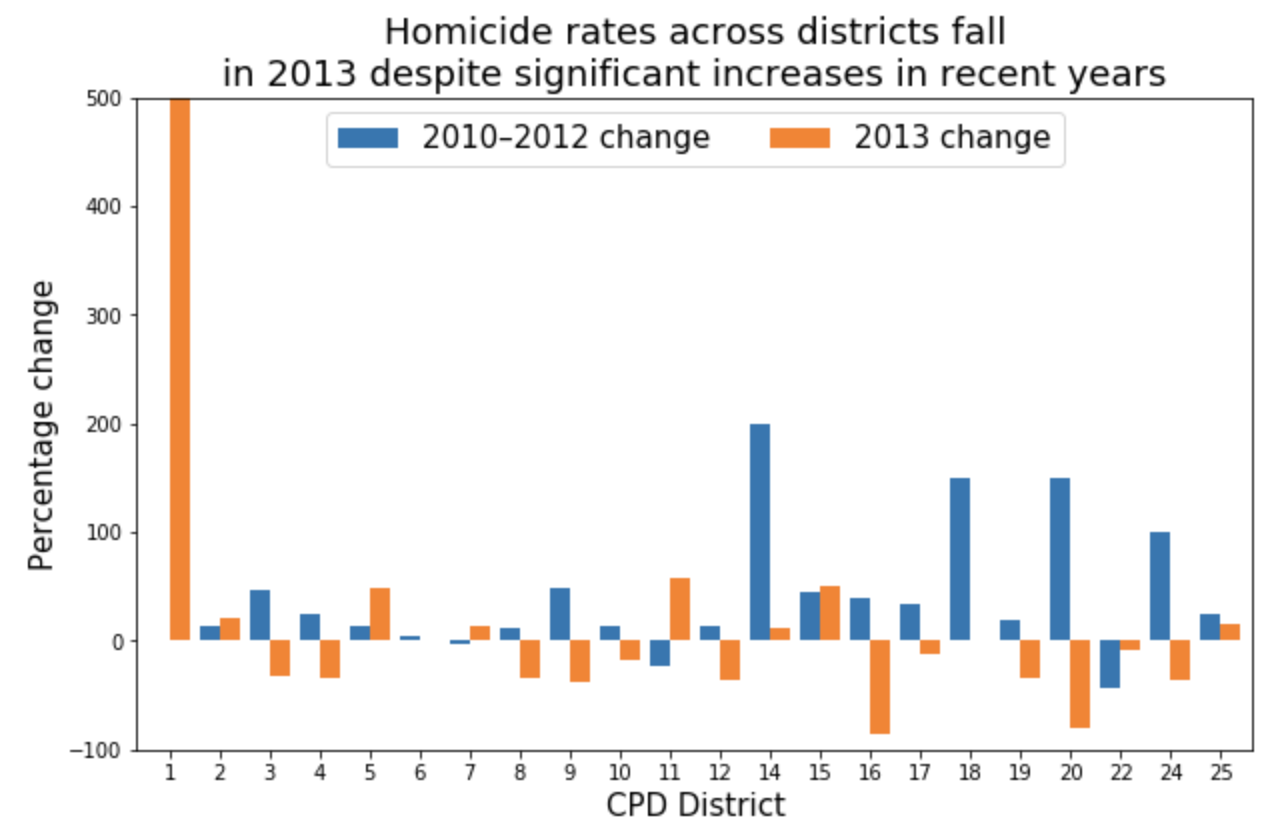 Homicide rates across districts fall
in 2013 despite significant increases in recent years
2010–2012 change
2013 change
Percentage change
500
400
300
200
100
0
−100
1 2 3 4 5 6 7 8 9 10 11 12 14 15 16 17 18 19 20 22 24 25
CPD District